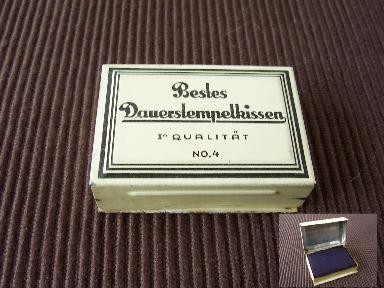 Bestes
Dauerstempelkissen
Iª QUALITÄT
NO. 4